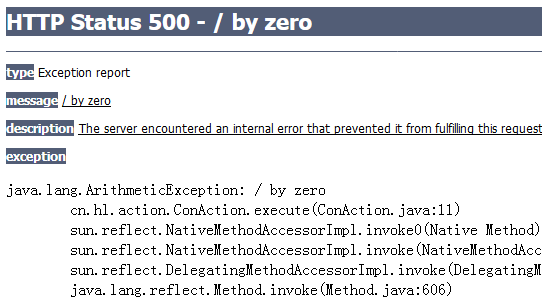 HTTP Status 500 - / by zero
type Exception report
message / by zero
description The server encountered an internal error that prevented it from fulfilling this request
exception
java.lang.ArithmeticException: / by zero
cn.hl.action.ConAction.execute(ConAction.java:11)
sun.reflect.NativeMethodAccessorImpl.invoke0(Native Method)
sun.reflect.NativeMethodAccessorImpl.invoke(NativeMethodAcc
sun.reflect.DelegatingMethodAccessorImpl.invoke(DelegatingM
java.lang.reflect.Method.invoke(Method.java:606)